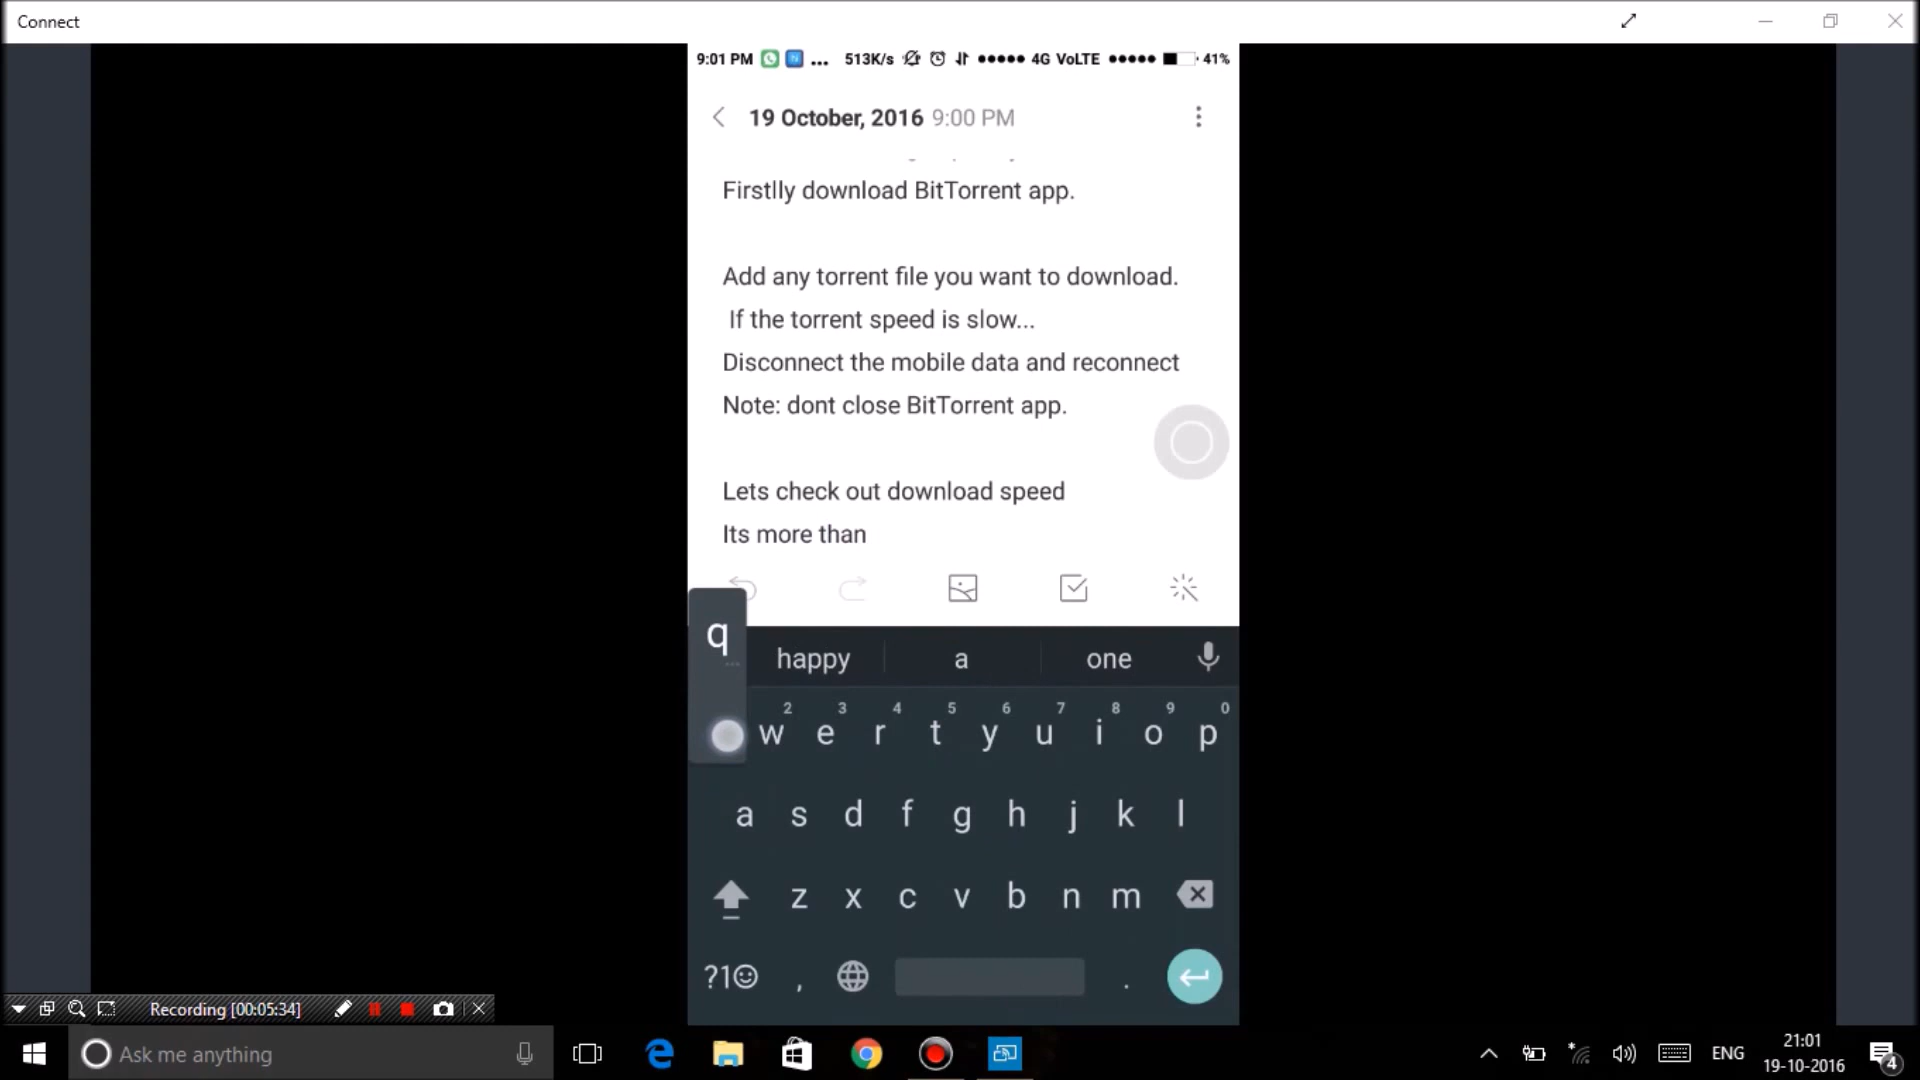 Connect
9:01 PM ... 513K/s 4G VoLTE 41%
19 October, 2016 9:00 PM
Firstlly download BitTorrent app.
Add any torrent file you want to download.
If the torrent speed is slow...
Disconnect the mobile data and reconnect
Note: dont close BitTorrent app.
Lets check out download speed
Its more than
q
happy a one
2 3 4 5 6 7 8 9 0
w e r t y u i o p
a s d f g h j k l
z x c v b n m
?1☺ , .
Recording [00:05:34]
Ask me anything
ENG
21:01
19-10-2016
4